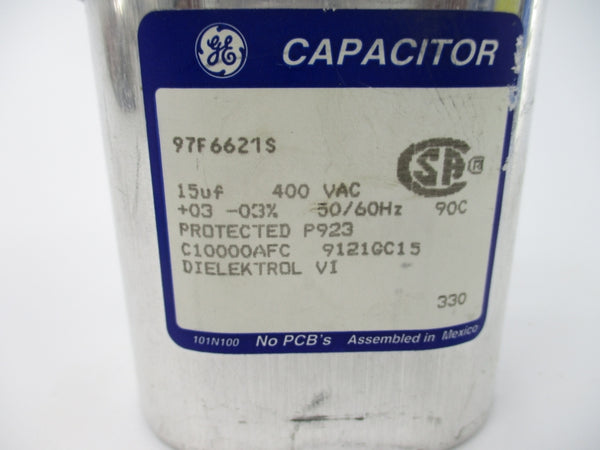 GE CAPACITOR
97F6621S
CSA
15uf 400 VAC
+03 -03% 50/60Hz 90C
PROTECTED P923
C10000AFC 9121GC15
DIELEKTROL VI
330
101N100 No PCB's Assembled in Mexico